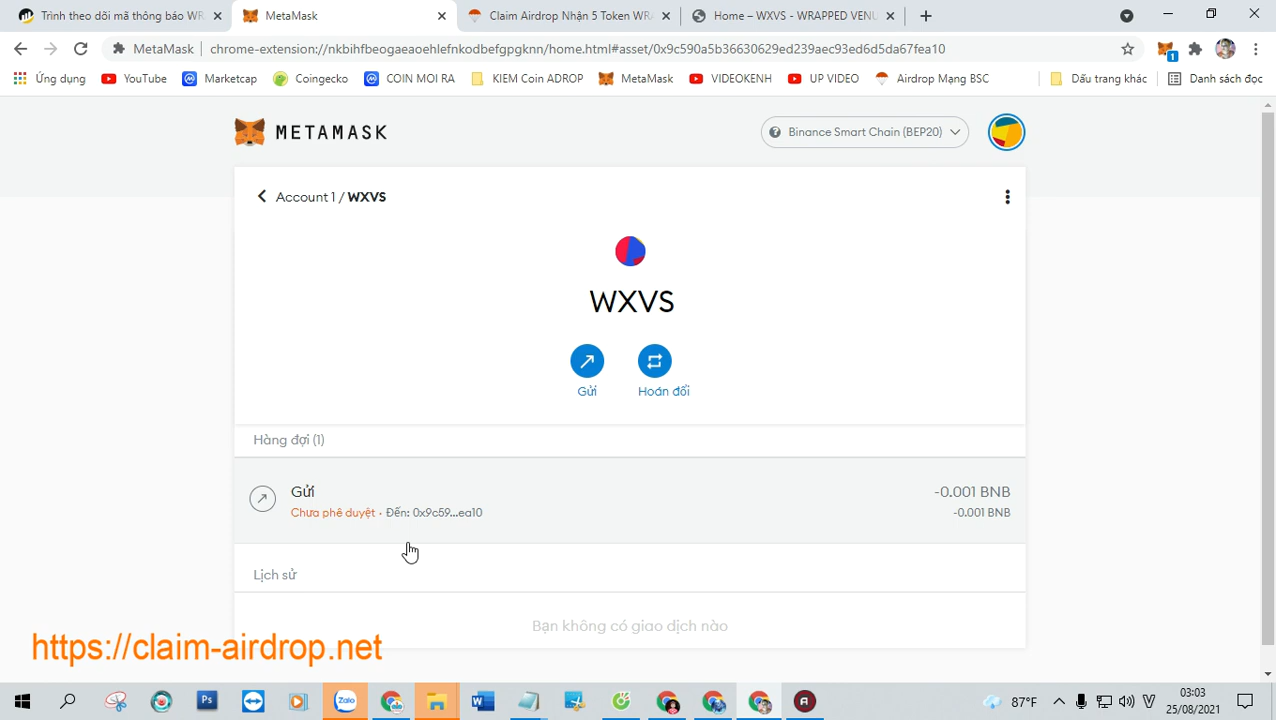 Trình theo dõi mã thông báo WR
MetaMask
Claim Airdrop Nhận 5 Token WRA
Home – WXVS - WRAPPED VENU
MetaMask
chrome-extension://nkbihfbeogaeaoehlefnkodbefgpgknn/home.html#asset/0x9c590a5b36630629ed239aec93ed6d5da67fea10
1
Ứng dụng
YouTube
Marketcap
Coingecko
COIN MOI RA
KIEM Coin ADROP
MetaMask
VIDEOKENH
UP VIDEO
Airdrop Mạng BSC
Dấu trang khác
Danh sách đọc
METAMASK
Binance Smart Chain (BEP20)
Account 1 / WXVS
WXVS
Gửi
Hoán đổi
Hàng đợi (1)
Gửi
-0.001 BNB
Chưa phê duyệt · Đến: 0x9c59...ea10
-0.001 BNB
Lịch sử
Bạn không có giao dịch nào
https://claim-airdrop.net
Ps
Zalo
87°F
03:03
25/08/2021